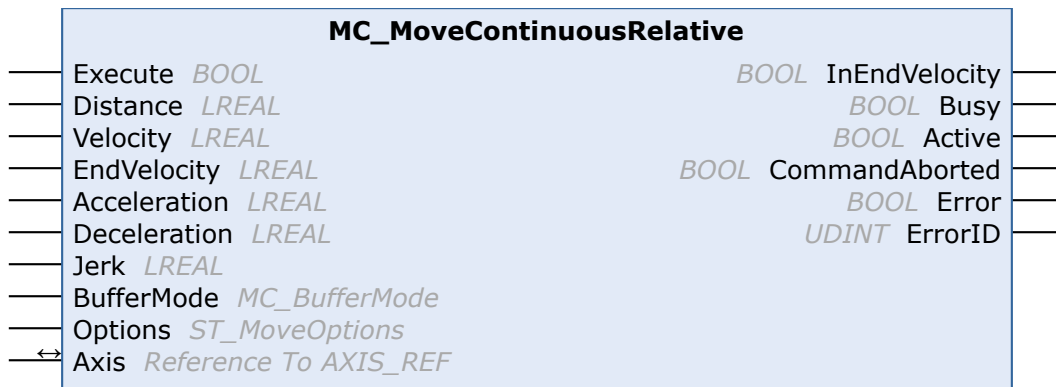 MC_MoveContinuousRelative
Execute BOOL BOOL InEndVelocity
Distance LREAL BOOL Busy
Velocity LREAL BOOL Active
EndVelocity LREAL BOOL CommandAborted
Acceleration LREAL BOOL Error
Deceleration LREAL UDINT ErrorID
Jerk LREAL
BufferMode MC_BufferMode
Options ST_MoveOptions
↔ Axis Reference To AXIS_REF